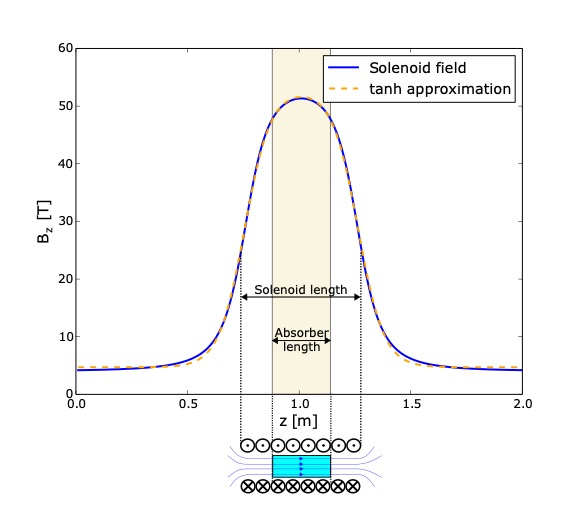 60
50
40
30
20
10
0
B_z [T]
Solenoid field
tanh approximation
Solenoid length
Absorber
length
0.0 0.5 1.0 1.5 2.0
z [m]